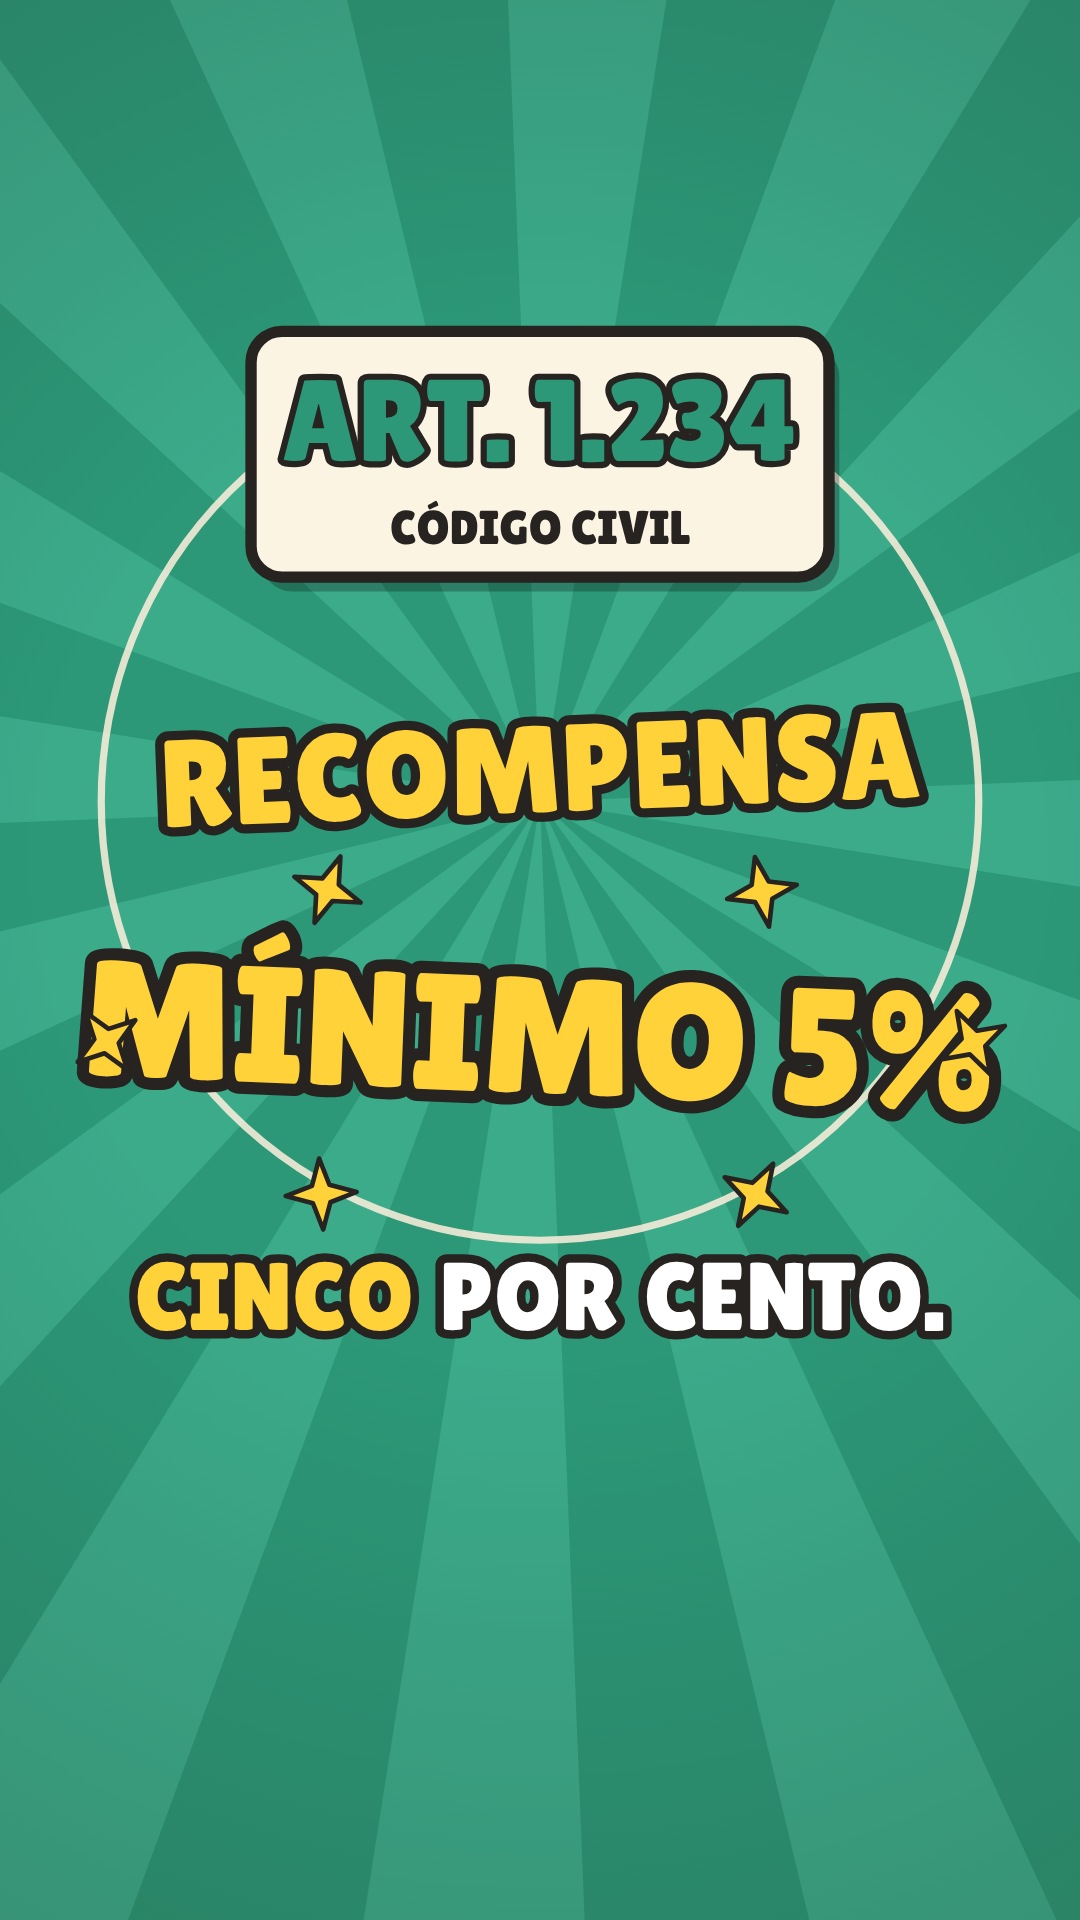 ART. 1.234
CÓDIGO CIVIL
RECOMPENSA
MÍNIMO 5%
CINCO POR CENTO.